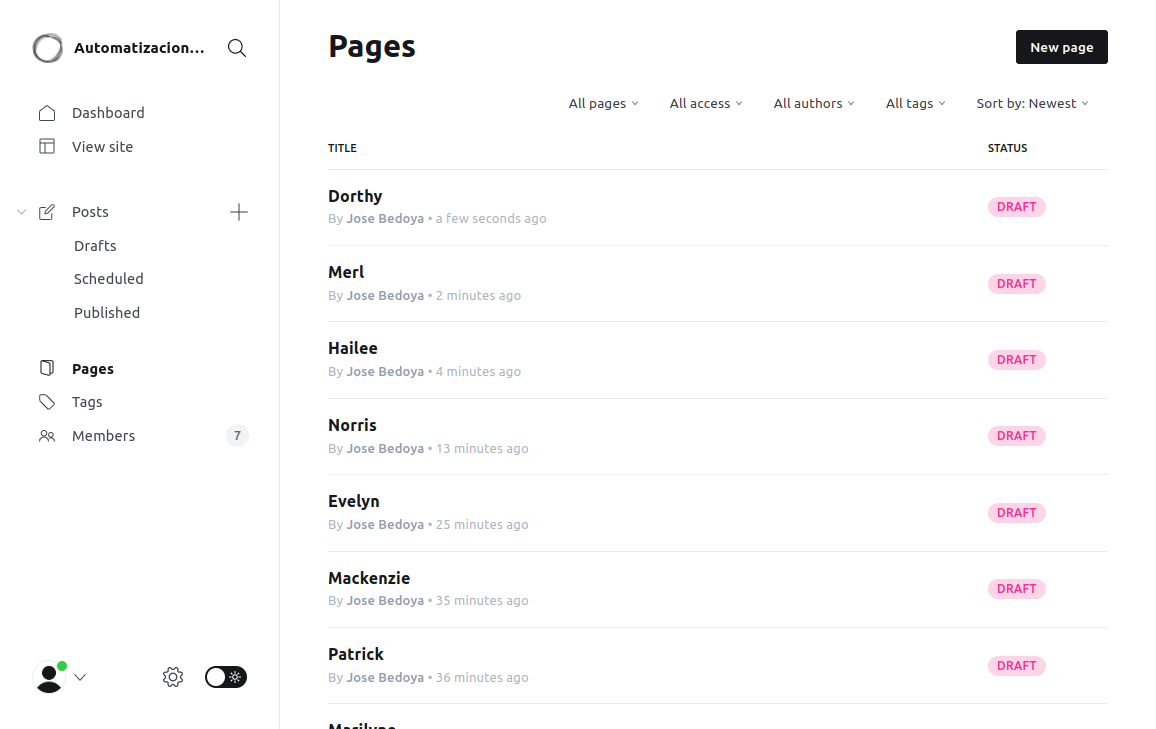 Automatizacion...
Dashboard
View site
Posts
Drafts
Scheduled
Published
Pages
Tags
Members 7
Pages
New page
All pages All access All authors All tags Sort by: Newest
TITLE STATUS
Dorthy
By Jose Bedoya • a few seconds ago
DRAFT
Merl
By Jose Bedoya • 2 minutes ago
DRAFT
Hailee
By Jose Bedoya • 4 minutes ago
DRAFT
Norris
By Jose Bedoya • 13 minutes ago
DRAFT
Evelyn
By Jose Bedoya • 25 minutes ago
DRAFT
Mackenzie
By Jose Bedoya • 35 minutes ago
DRAFT
Patrick
By Jose Bedoya • 36 minutes ago
DRAFT